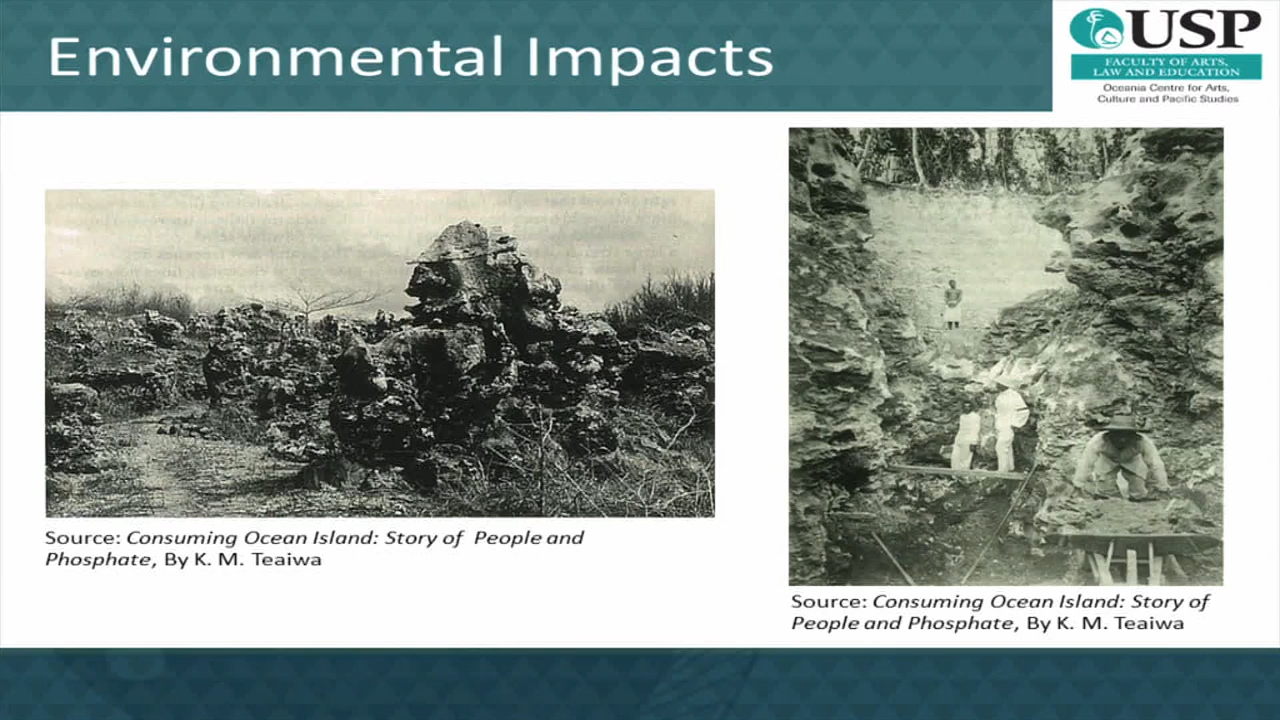 Environmental Impacts
USP
FACULTY OF ARTS,
LAW AND EDUCATION
Oceania Centre for Arts,
Culture and Pacific Studies
Source: Consuming Ocean Island: Story of People and
Phosphate, By K. M. Teaiwa
Source: Consuming Ocean Island: Story of
People and Phosphate, By K. M. Teaiwa